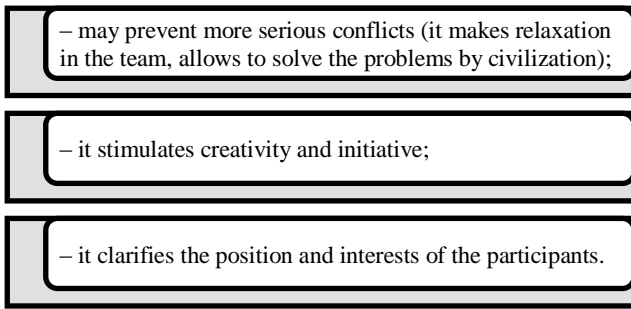 – may prevent more serious conflicts (it makes relaxation
in the team, allows to solve the problems by civilization);
– it stimulates creativity and initiative;
– it clarifies the position and interests of the participants.